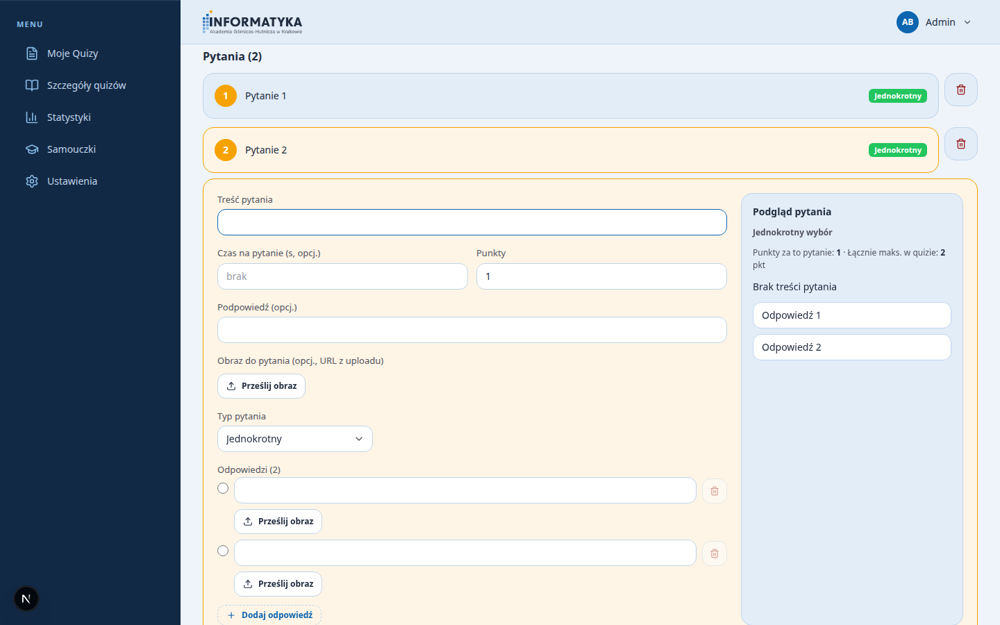 MENU
Moje Quizy
Szczegóły quizów
Statystyki
Samouczki
Ustawienia
N
INFORMATYKA
Akademia Górniczo-Hutnicza w Krakowie
AB
Admin
Pytania (2)
1
Pytanie 1
Jednokrotny
2
Pytanie 2
Jednokrotny
Treść pytania
Czas na pytanie (s, opcj.)
Punkty
brak
1
Podpowiedź (opcj.)
Obraz do pytania (opcj., URL z uploadu)
Prześlij obraz
Typ pytania
Jednokrotny
Odpowiedzi (2)
Prześlij obraz
Prześlij obraz
Dodaj odpowiedź
Podgląd pytania
Jednokrotny wybór
Punkty za to pytanie: 1 · Łącznie maks. w quizie: 2
pkt
Brak treści pytania
Odpowiedź 1
Odpowiedź 2